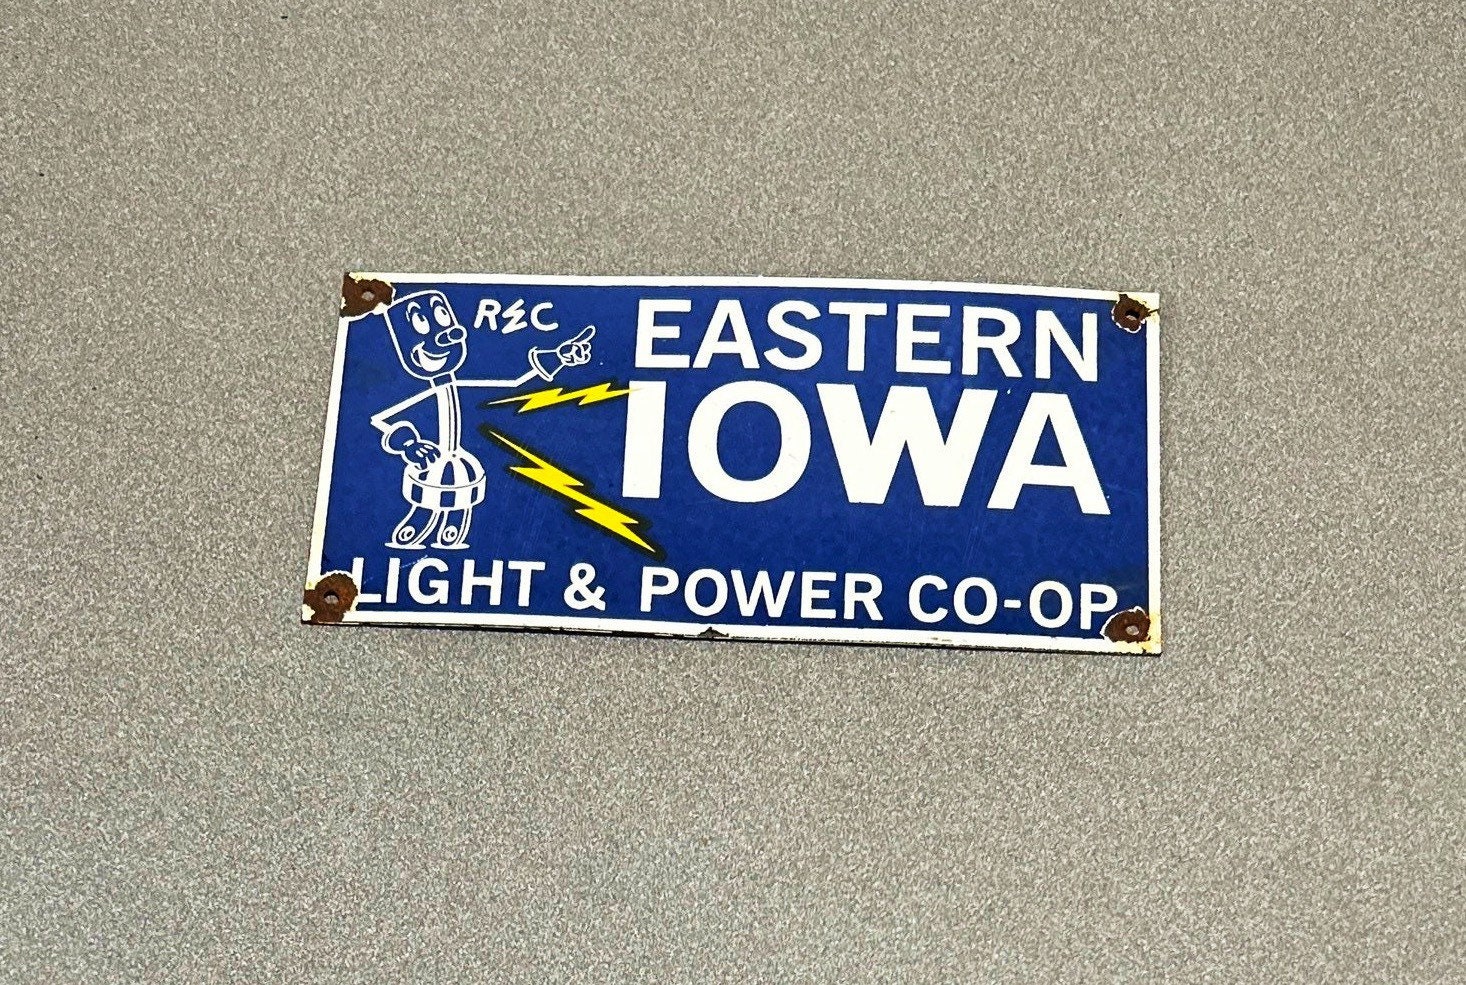 REC
EASTERN
IOWA
LIGHT & POWER CO-OP